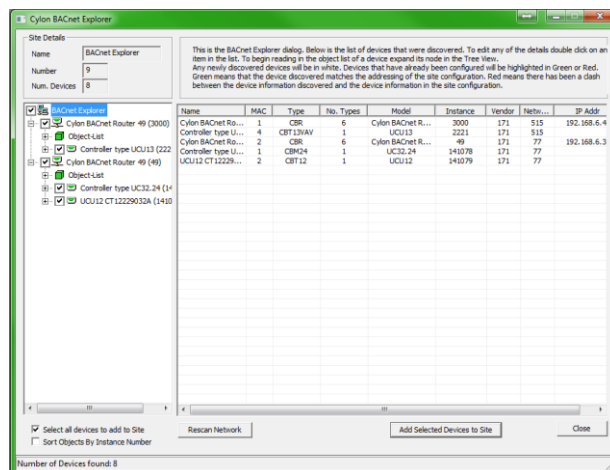 Cylon BACnet Explorer
Site Details
Name BACnet Explorer
Number 9
Num. Devices 8
This is the BACnet Explorer dialog. Below is the list of devices that were discovered. To edit any of the details double click on an
item in the list. To begin reading in the object list of a device expand its node in the Tree View.
Any newly discovered devices will be in white. Devices that have already been configured will be highlighted in Green or Red.
Green means that the device discovered matches the addressing of the site configuration. Red means there has been a clash
between the device information discovered and the device information in the site configuration.
BACnet Explorer
Cylon BACnet Router 49 (3000)
Object-List
Controller type UCU13 (222
Cylon BACnet Router 49 (49)
Object-List
Controller type UC32.24 (14
UCU12 CT12229032A (1410
Name MAC Type No. Types Model Instance Vendor Netw... IP Addr
Cylon BACnet Ro... 1 CBR 6 Cylon BACnet R... 3000 171 515 192.168.6.4
Controller type U... 4 CBT13VAV 1 UCU13 2221 171 515
Cylon BACnet Ro... 2 CBR 6 Cylon BACnet R... 49 171 77 192.168.6.3
Controller type U... 1 CBM24 1 UC32.24 141078 171 77
UCU12 CT12229... 2 CBT12 1 UCU12 141079 171 77
Select all devices to add to Site
Sort Objects By Instance Number
Rescan Network
Add Selected Devices to Site
Close
Number of Devices found: 8